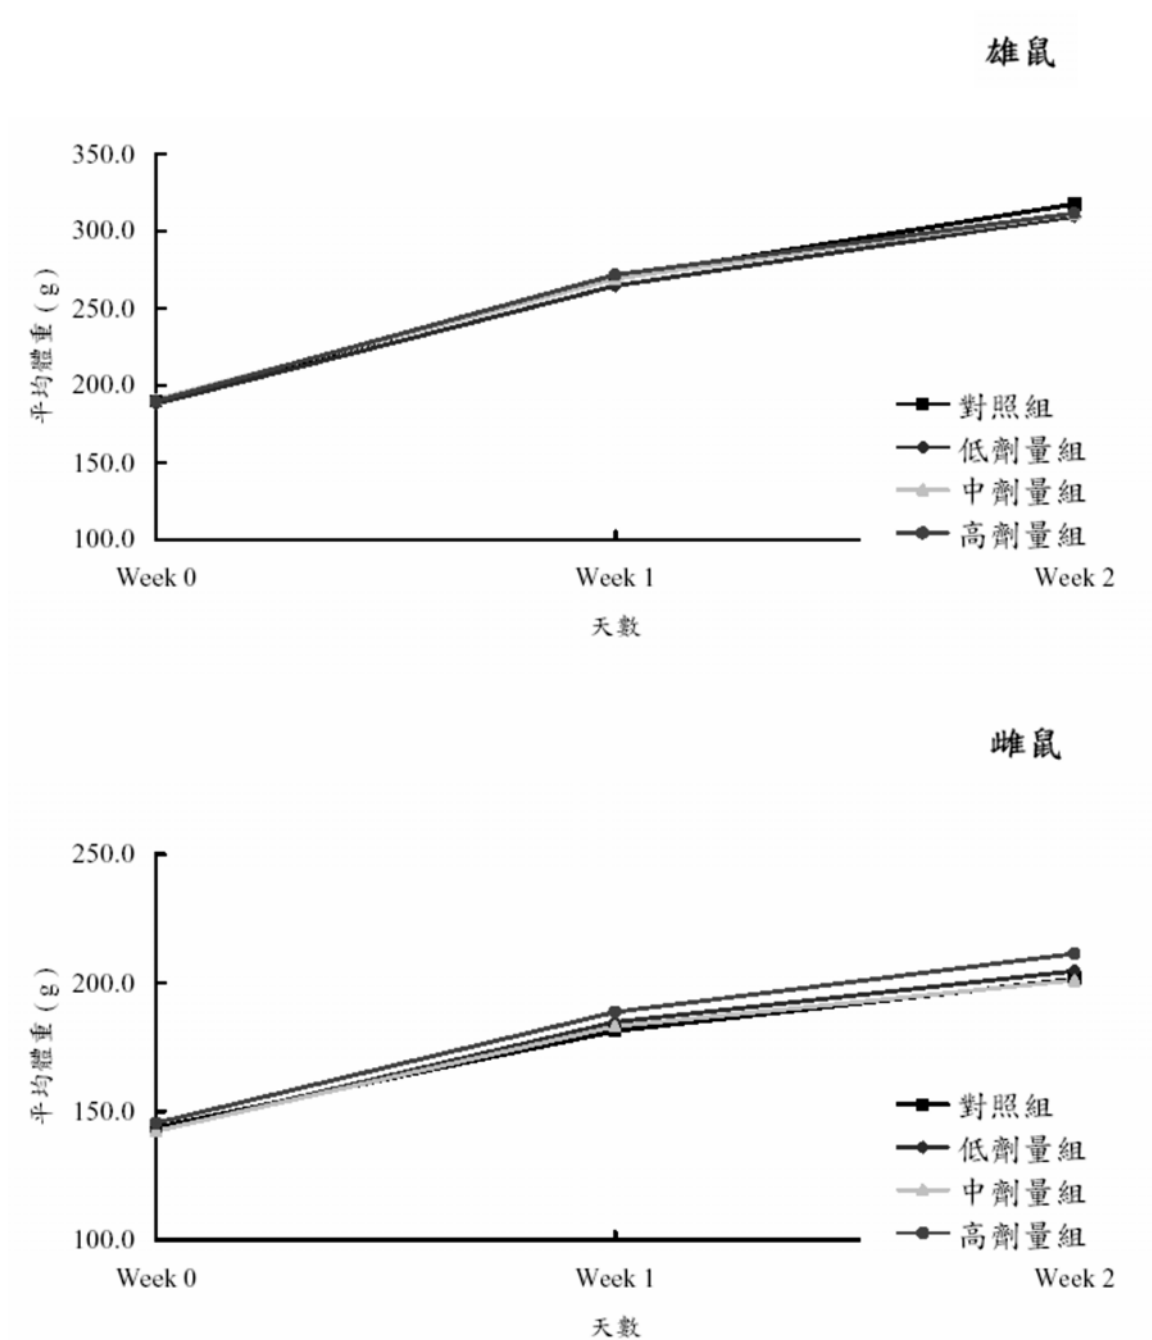 雄鼠
350.0
300.0
250.0
200.0
150.0
100.0
平均體重(g)
對照組
低劑量組
中劑量組
高劑量組
Week 0
Week 1
Week 2
天數
雌鼠
250.0
200.0
150.0
100.0
平均體重(g)
對照組
低劑量組
中劑量組
高劑量組
Week 0
Week 1
Week 2
天數